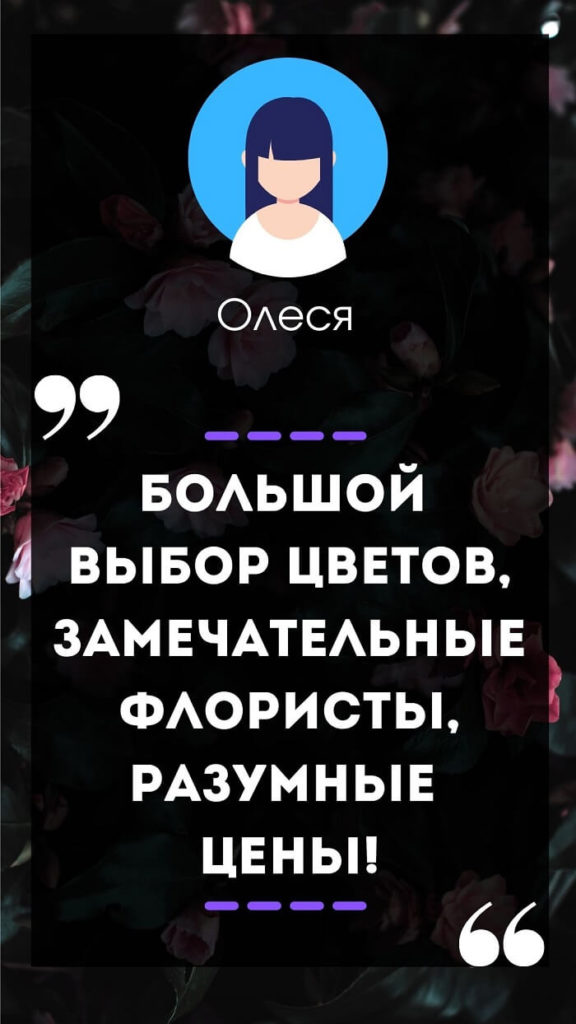 Олеся
”
БОЛЬШОЙ
ВЫБОР ЦВЕТОВ,
ЗАМЕЧАТЕЛЬНЫЕ
ФЛОРИСТЫ,
РАЗУМНЫЕ
ЦЕНЫ!
“